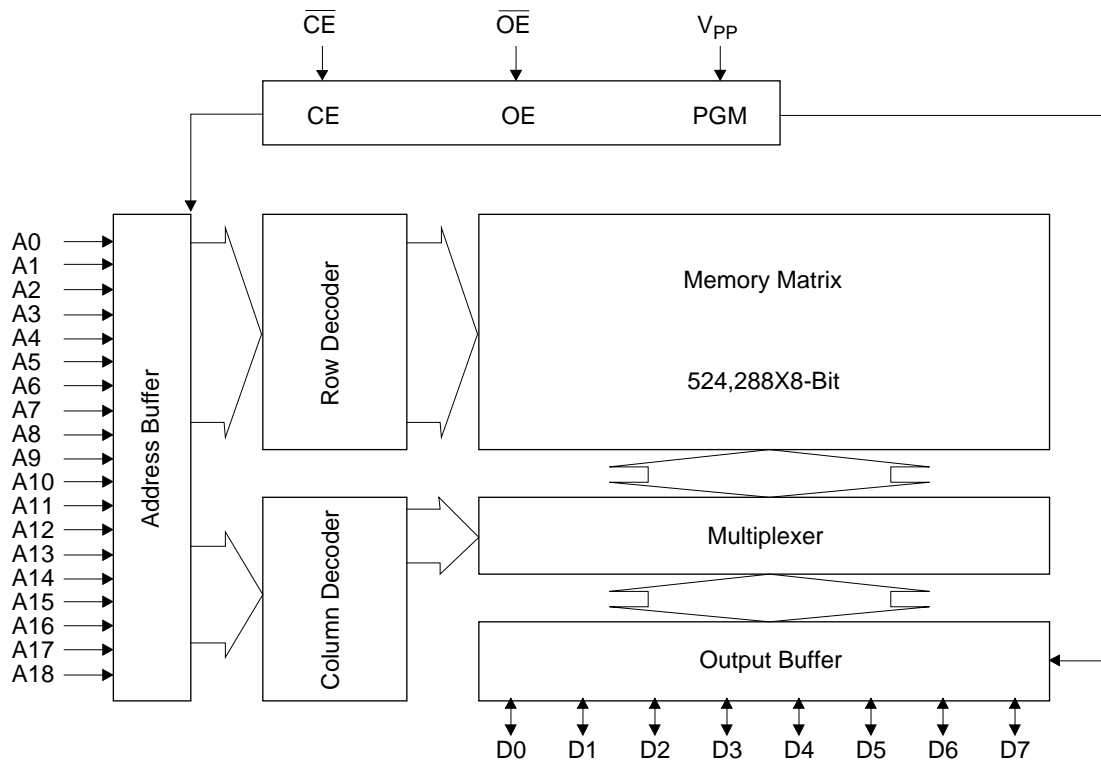 C̅E̅ O̅E̅ VPP
CE OE PGM
A0
A1
A2
A3
A4
A5
A6
A7
A8
A9
A10
A11
A12
A13
A14
A15
A16
A17
A18
Address Buffer
Row Decoder
Column Decoder
Memory Matrix
524,288X8-Bit
Multiplexer
Output Buffer
D0 D1 D2 D3 D4 D5 D6 D7